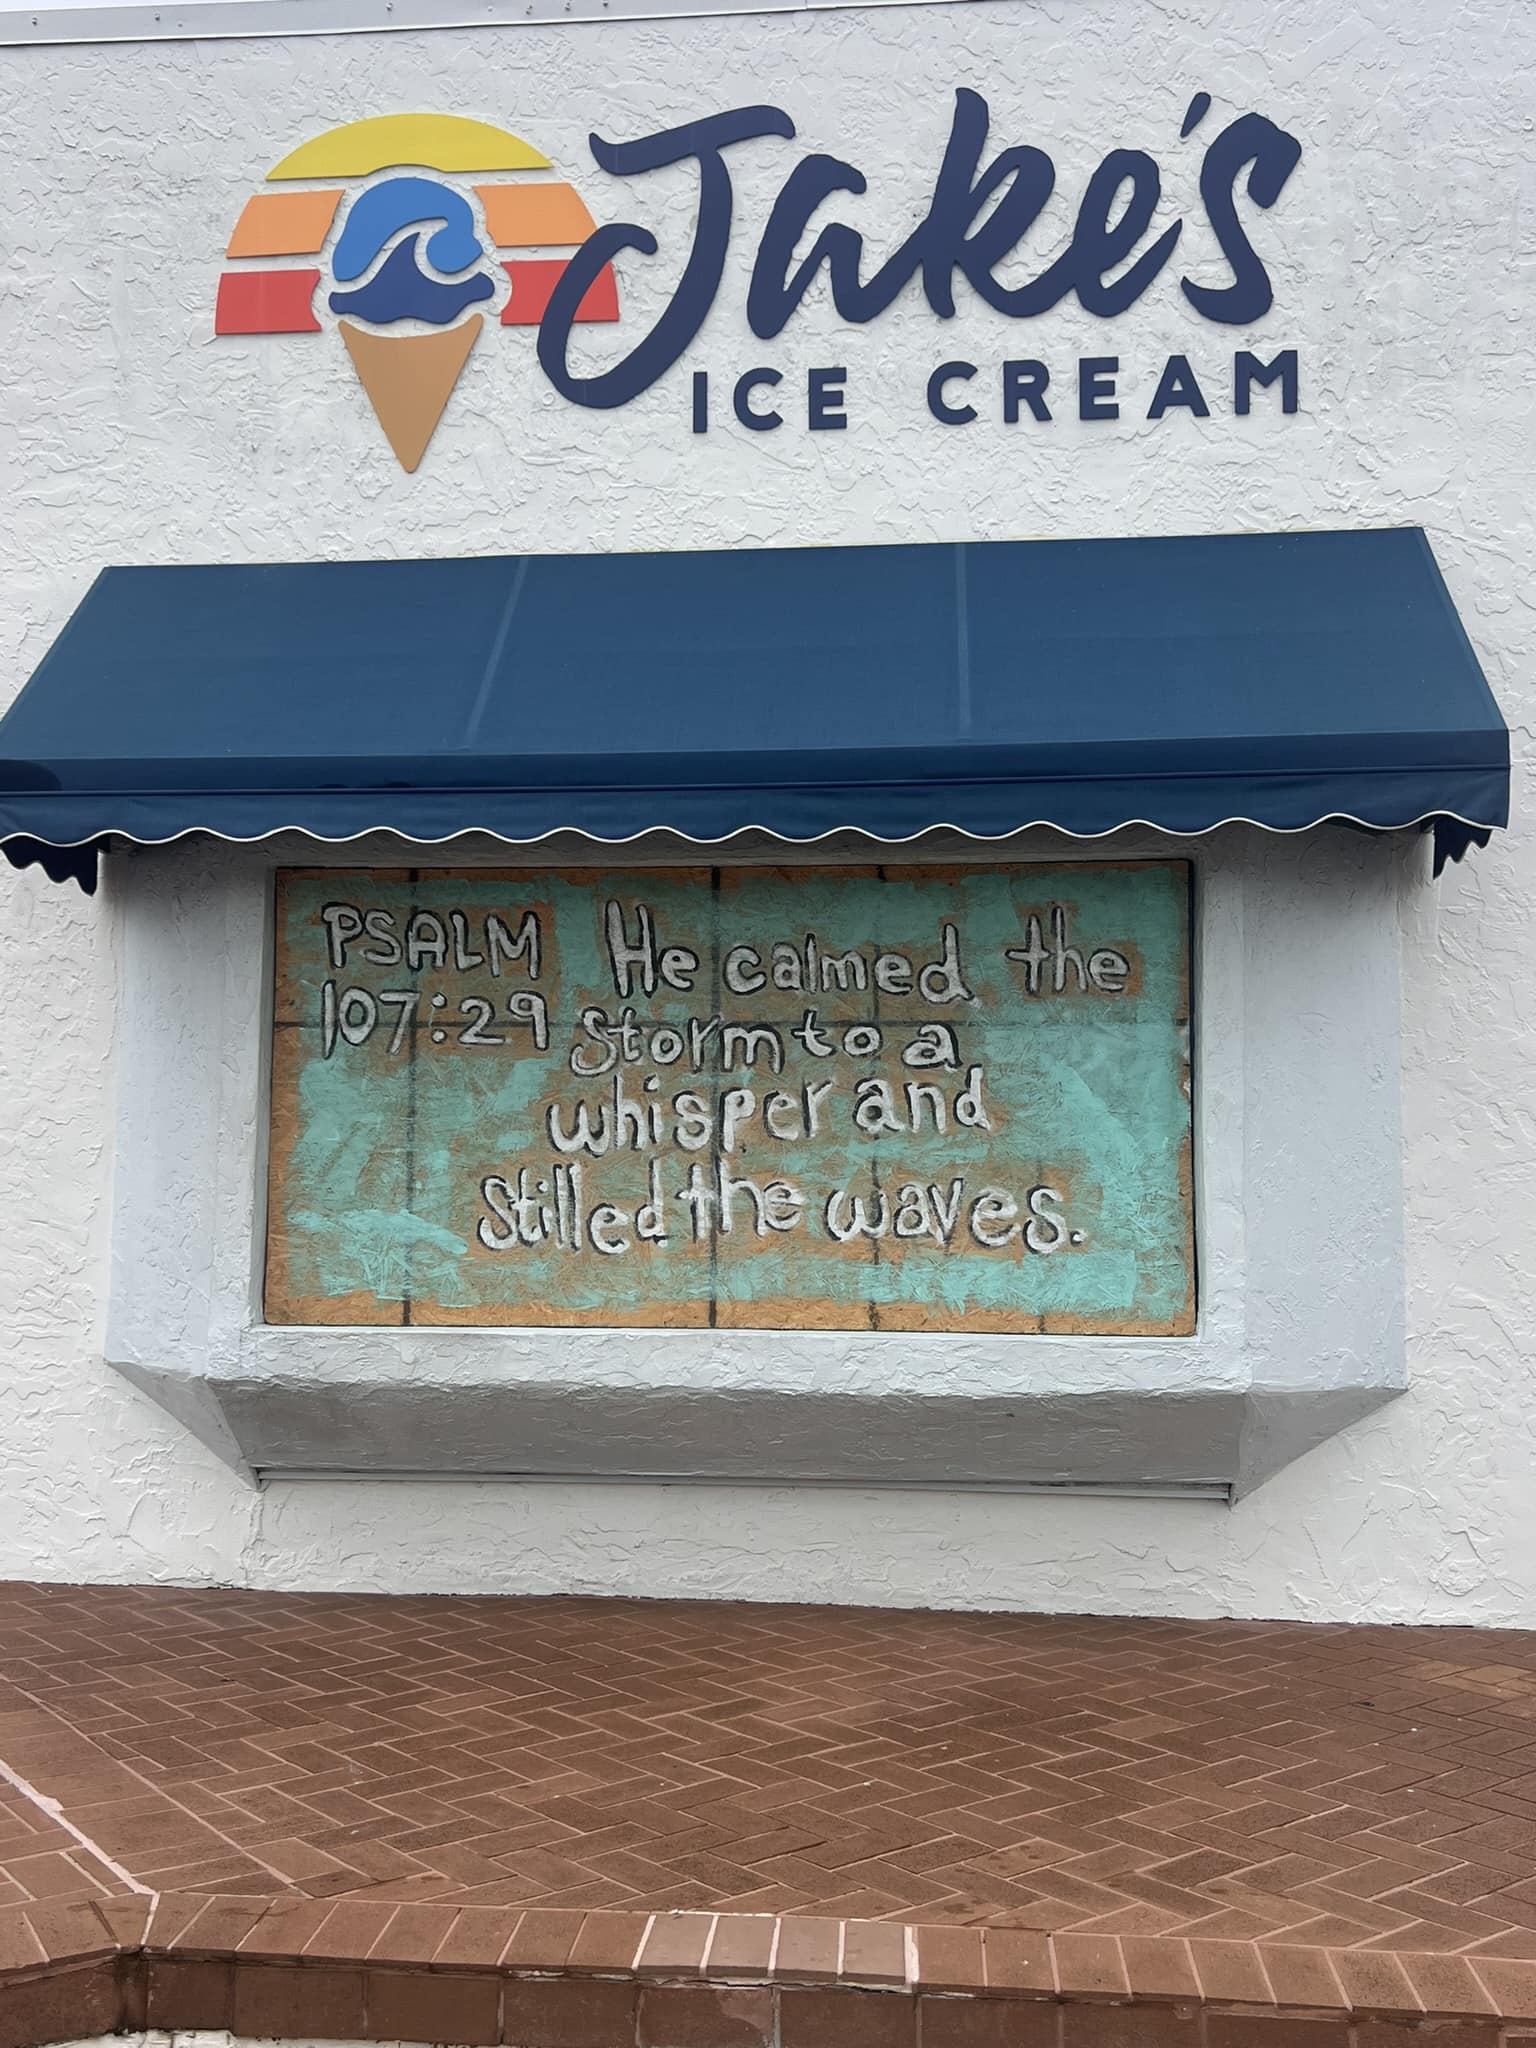 Jake's
ICE CREAM
PSALM
107:29
He calmed the
Storm to a
whisper and
Stilled the waves.